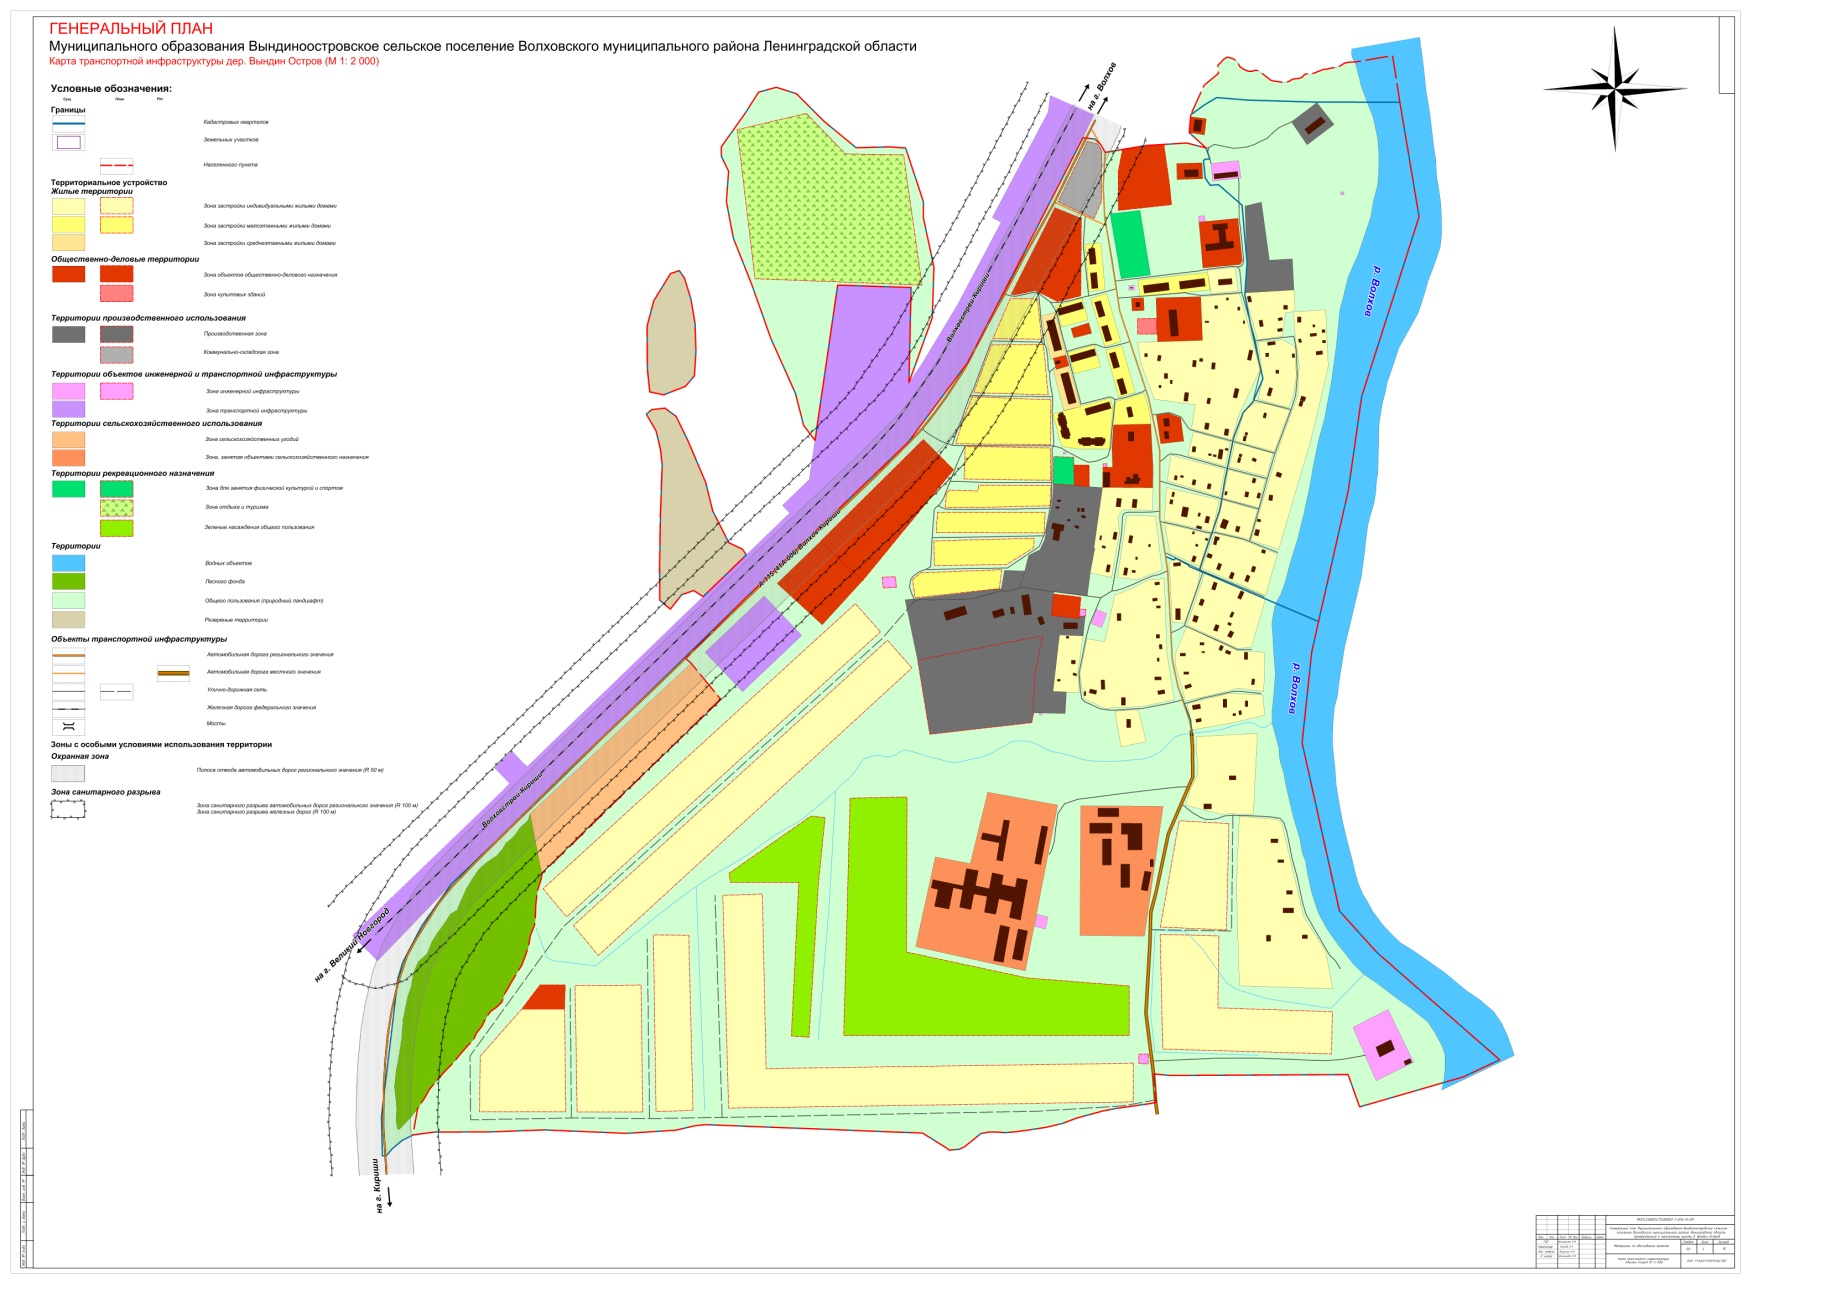 ГЕНЕРАЛЬНЫЙ ПЛАН
Муниципального образования Вындиноостровское сельское поселение Волховского муниципального района Ленинградской области
Карта транспортной инфраструктуры дер. Вындин Остров (М 1: 2 000)
Условные обозначения:
Границы
Кадастровых кварталов
Земельных участков
Населенного пункта
Территориальное устройство
Жилые территории
Зона застройки индивидуальными жилыми домами
Зона застройки малоэтажными жилыми домами
Зона застройки среднеэтажными жилыми домами
Общественно-деловые территории
Зона объектов общественно-делового назначения
Зона культовых зданий
Территории производственного использования
Производственная зона
Коммунально-складская зона
Территории объектов инженерной и транспортной инфраструктуры
Зона инженерной инфраструктуры
Зона транспортной инфраструктуры
Территории сельскохозяйственного использования
Зона сельскохозяйственных угодий
Зона, занятая объектами сельскохозяйственного назначения
Территории рекреационного назначения
Зона для занятия физической культурой и спортом
Зона отдыха и туризма
Зеленые насаждения общего пользования
Территории
Водных объектов
Лесного фонда
Общего пользования (природный ландшафт)
Резервные территории
Объекты транспортной инфраструктуры
Автомобильная дорога регионального значения
Автомобильная дорога местного значения
Улично-дорожная сеть
Железная дорога федерального значения
Мосты
Зоны с особыми условиями использования территории
Охранная зона
Полоса отвода автомобильных дорог регионального значения (R 50 м)
Зона санитарного разрыва
Зона санитарного разрыва автомобильных дорог регионального значения (R 100 м)
Зона санитарного разрыва железных дорог (R 100 м)
на г. Волхов
Волховстрой-Кириши
р. Волхов
р. Волхов
Волховстрой-Кириши
на г. Великий Новгород
на г. Кириши